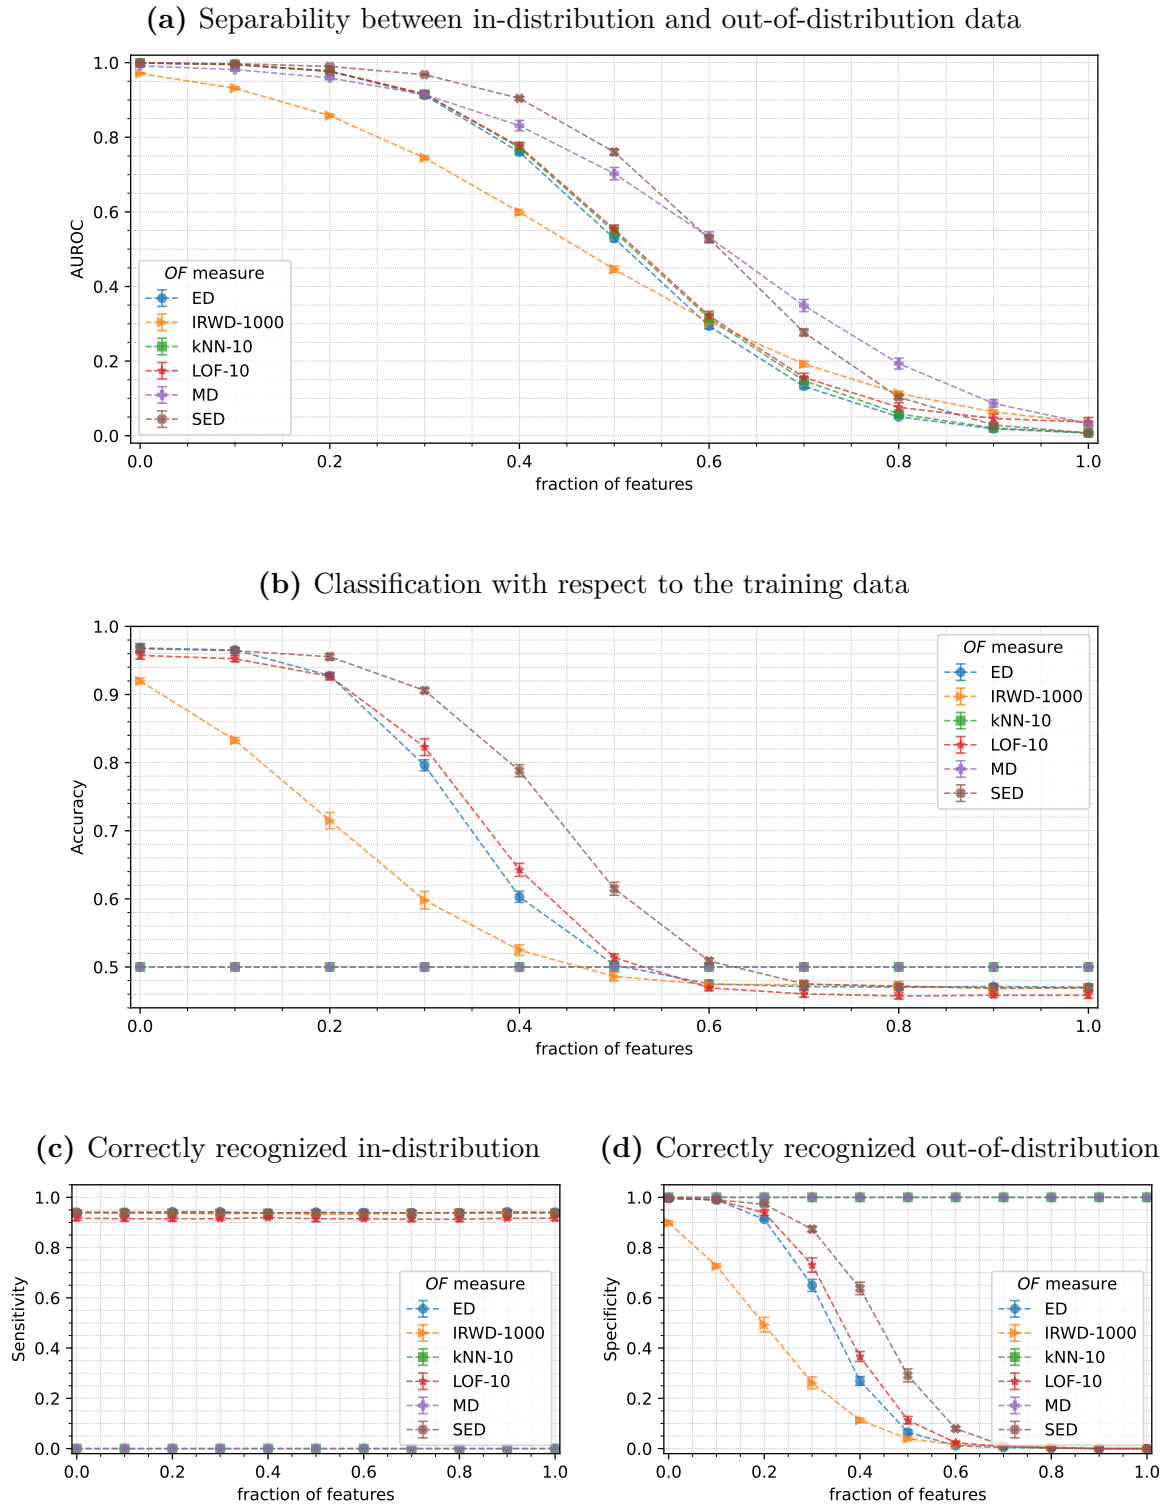 (a) Separability between in-distribution and out-of-distribution data
1.0
0.8
0.6
0.4
0.2
0.0
AUROC
OF measure
ED
IRWD-1000
kNN-10
LOF-10
MD
SED
0.0 0.2 0.4 0.6 0.8 1.0
fraction of features
(b) Classification with respect to the training data
1.0
0.9
0.8
0.7
0.6
0.5
Accuracy
OF measure
ED
IRWD-1000
kNN-10
LOF-10
MD
SED
0.0 0.2 0.4 0.6 0.8 1.0
fraction of features
(c) Correctly recognized in-distribution
1.0
0.8
0.6
0.4
0.2
0.0
Sensitivity
OF measure
ED
IRWD-1000
kNN-10
LOF-10
MD
SED
0.0 0.2 0.4 0.6 0.8 1.0
fraction of features
(d) Correctly recognized out-of-distribution
1.0
0.8
0.6
0.4
0.2
0.0
Specificity
OF measure
ED
IRWD-1000
kNN-10
LOF-10
MD
SED
0.0 0.2 0.4 0.6 0.8 1.0
fraction of features